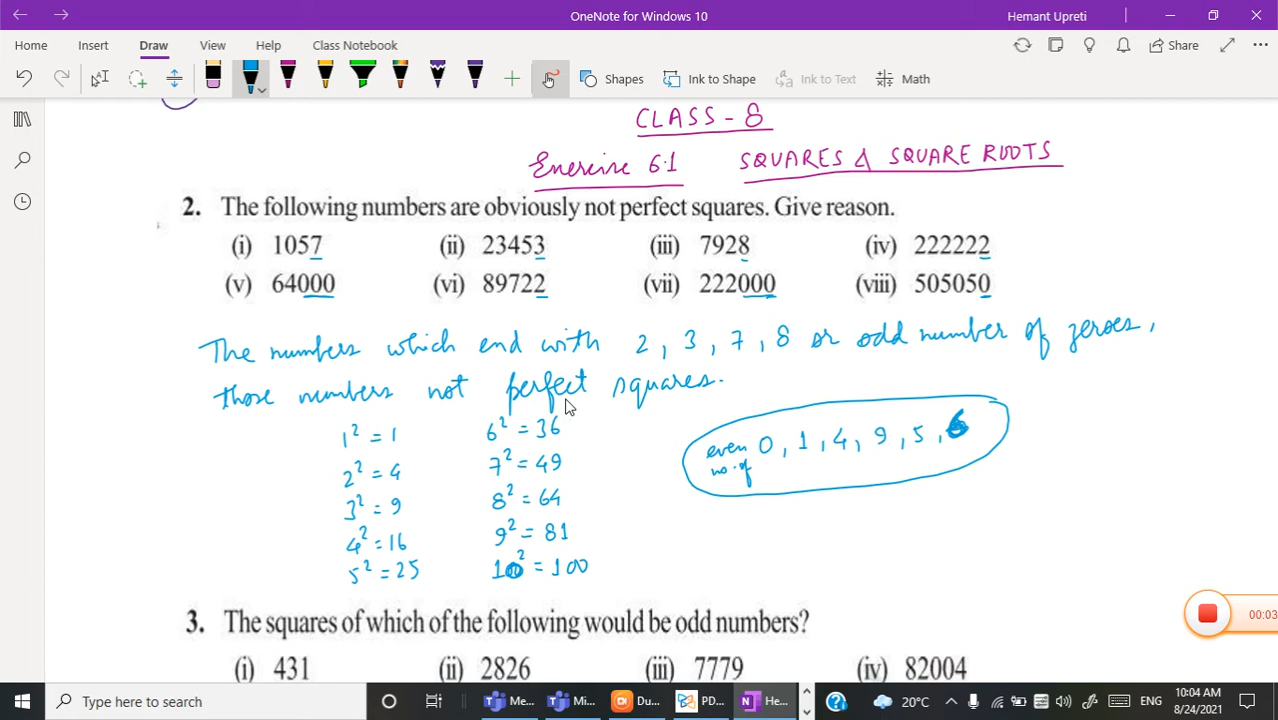 OneNote for Windows 10
Hemant Upreti
Home Insert Draw View Help Class Notebook Share
Shapes Ink to Shape Ink to Text Math
CLASS - 8
Exercise 6.1 SQUARES & SQUARE ROOTS
2. The following numbers are obviously not perfect squares. Give reason.
(i) 1057 (ii) 23453 (iii) 7928 (iv) 222222
(v) 64000 (vi) 89722 (vii) 222000 (viii) 505050
The numbers which end with 2, 3, 7, 8 or odd number of zeroes,
those numbers not perfect squares.
1² = 1 6² = 36
2² = 4 7² = 49
3² = 9 8² = 64
4² = 16 9² = 81
5² = 25 10² = 100
even no. of 0, 1, 4, 9, 5, 6
3. The squares of which of the following would be odd numbers?
(i) 431 (ii) 2826 (iii) 7779 (iv) 82004
00:03
Type here to search
Me... Mi... Du... PD... He...
20°C ENG
10:04 AM
8/24/2021